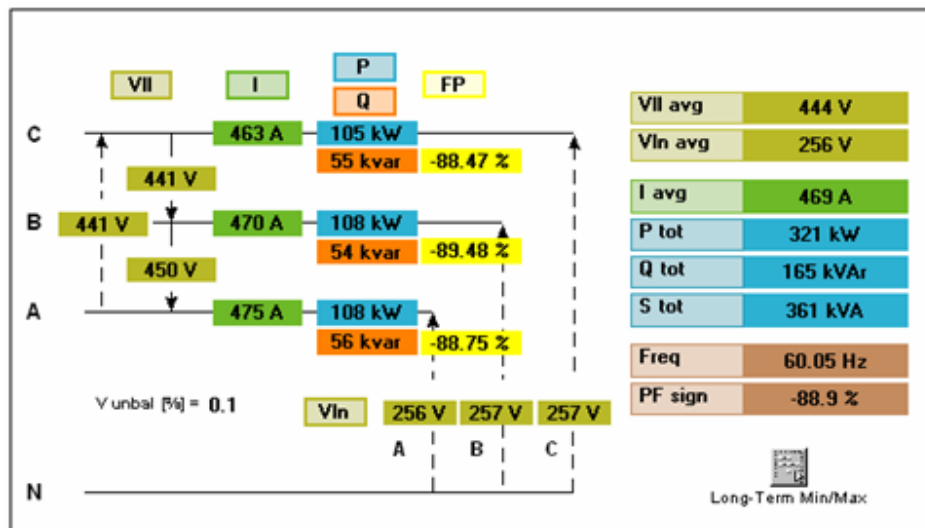 VII I P FP
Q
C 463 A 105 kW
55 kvar -88.47 %
441 V
B 441 V 470 A 108 kW
54 kvar -89.48 %
450 V
A 475 A 108 kW
56 kvar -88.75 %
V unbal [%] = 0.1
Vln 256 V 257 V 257 V
A B C
N
Vll avg 444 V
Vln avg 256 V
I avg 469 A
P tot 321 kW
Q tot 165 kVAr
S tot 361 kVA
Freq 60.05 Hz
PF sign -88.9 %
Long-Term Min/Max